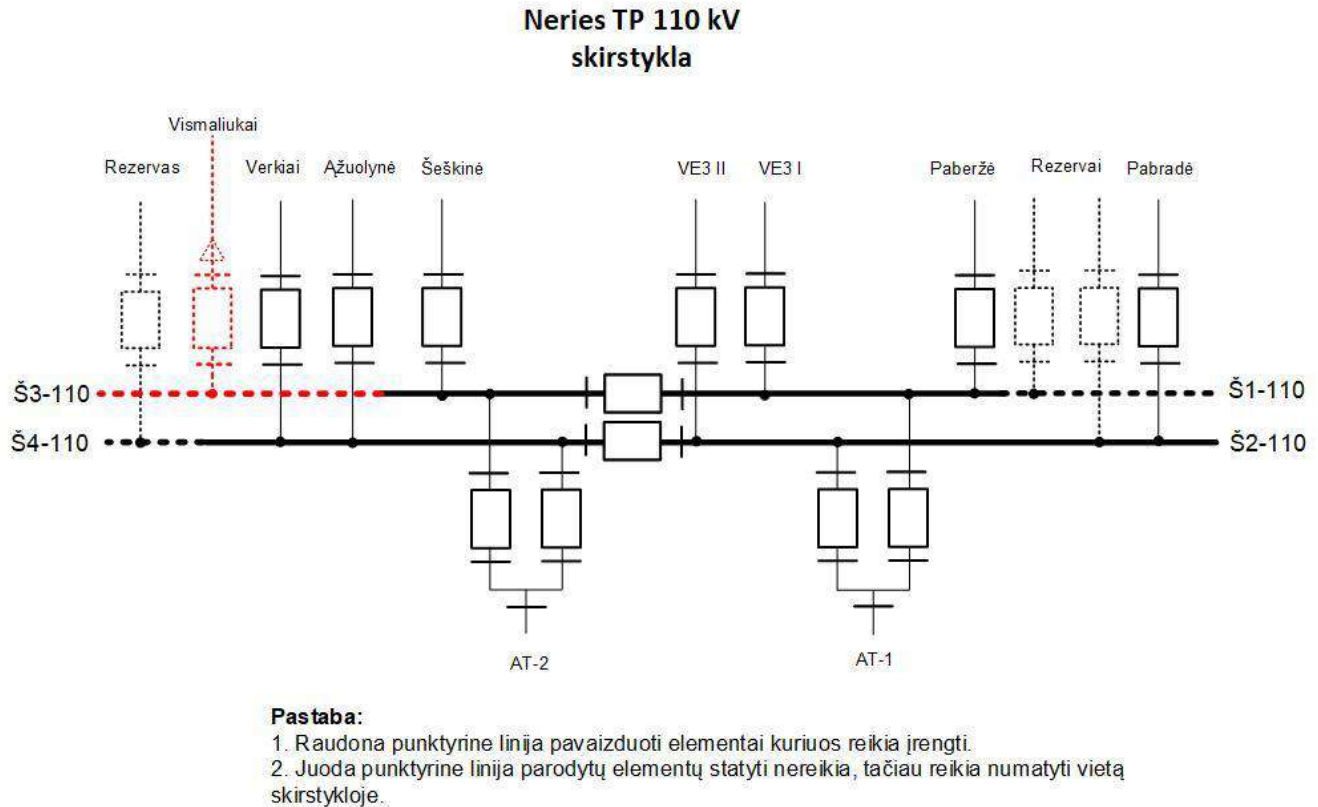 Neries TP 110 kV
skirstykla
Vismaliukai
Rezervas
Verkiai
Ąžuolynė
Šeškinė
VE3 II
VE3 I
Paberžė
Rezervai
Pabradė
Š3-110
Š1-110
Š4-110
Š2-110
AT-2
AT-1
Pastaba:
1. Raudona punktyrine linija pavaizduoti elementai kuriuos reikia įrengti.
2. Juoda punktyrine linija parodytų elementų statyti nereikia, tačiau reikia numatyti vietą
skirstykloje.